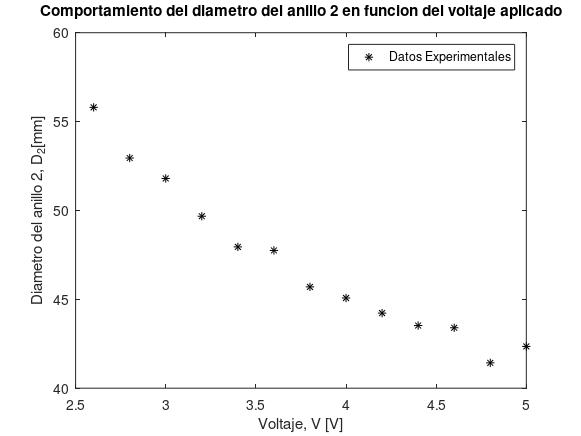 Comportamiento del diametro del anillo 2 en funcion del voltaje aplicado
Datos Experimentales
Diametro del anillo 2, D2[mm]
60
55
50
45
40
2.5 3 3.5 4 4.5 5
Voltaje, V [V]